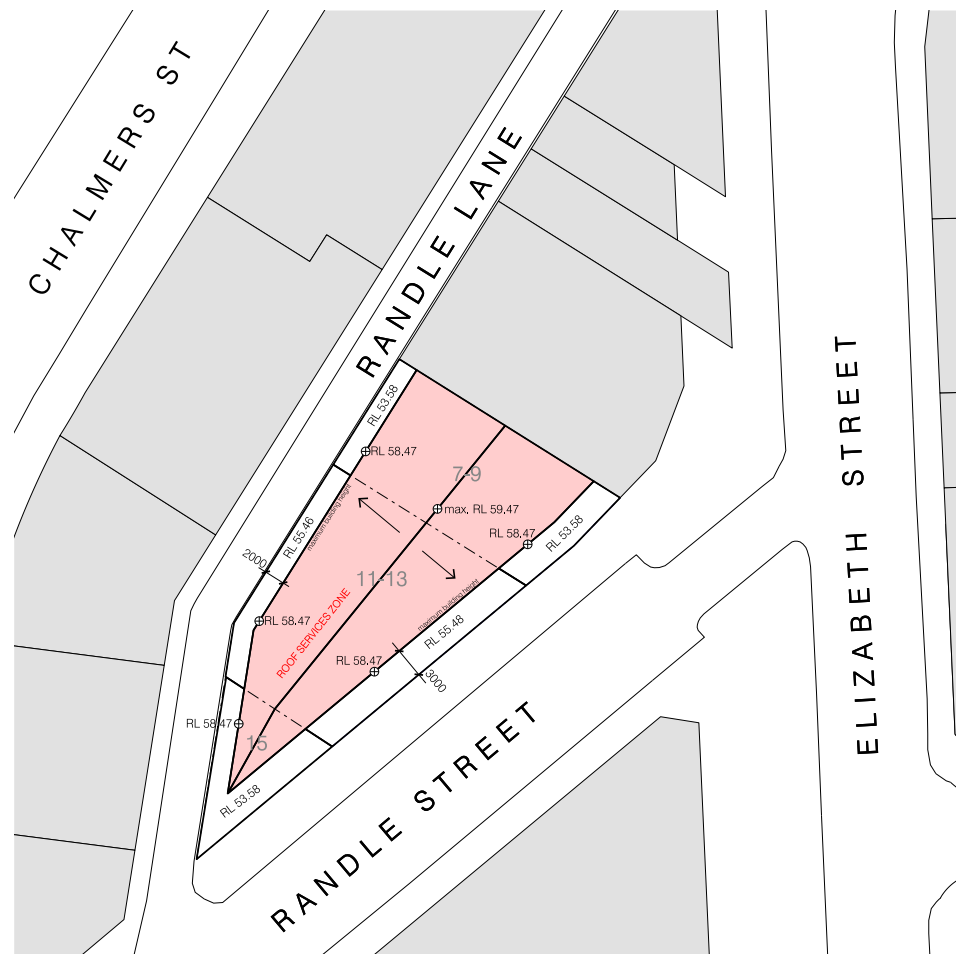 CHALMERS ST
RANDLE LANE
RL 53.58
RL 58.47
7-9
max. RL 59.47
RL 58.47
RL 53.58
RL 55.46
maximum building height
2000
11-13
maximum building height
RL 55.48
ROOF SERVICES ZONE
RL 58.47
RL 58.47
3000
RL 58.47
15
RL 53.58
RANDLE STREET
ELIZABETH STREET